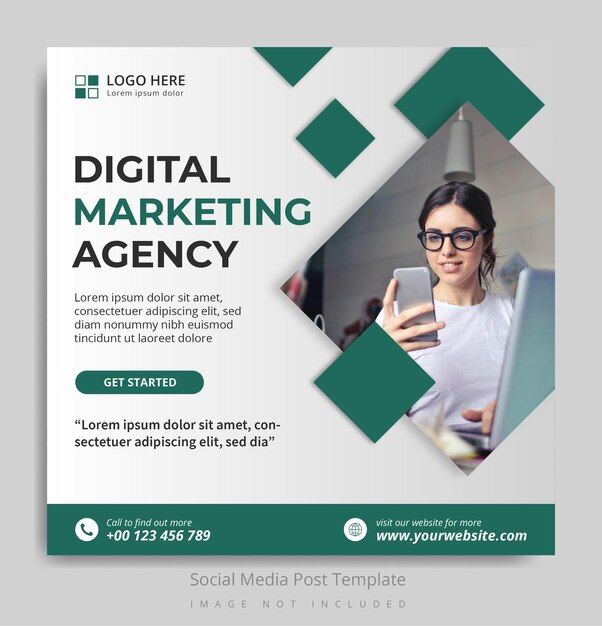 LOGO HERE
Lorem ipsum dolor
DIGITAL
MARKETING
AGENCY
Lorem ipsum dolor sit amet,
consectetuer adipiscing elit,
sed diam nonummy nibh euismod
tincidunt ut laoreet dolore
GET STARTED
“Lorem ipsum dolor sit amet, con-
sectetuer adipiscing elit, sed dia”
Call to find out more
+00 123 456 789
visit our website for more
www.yourwebsite.com
Social Media Post Template
IMAGE NOT INCLUDED